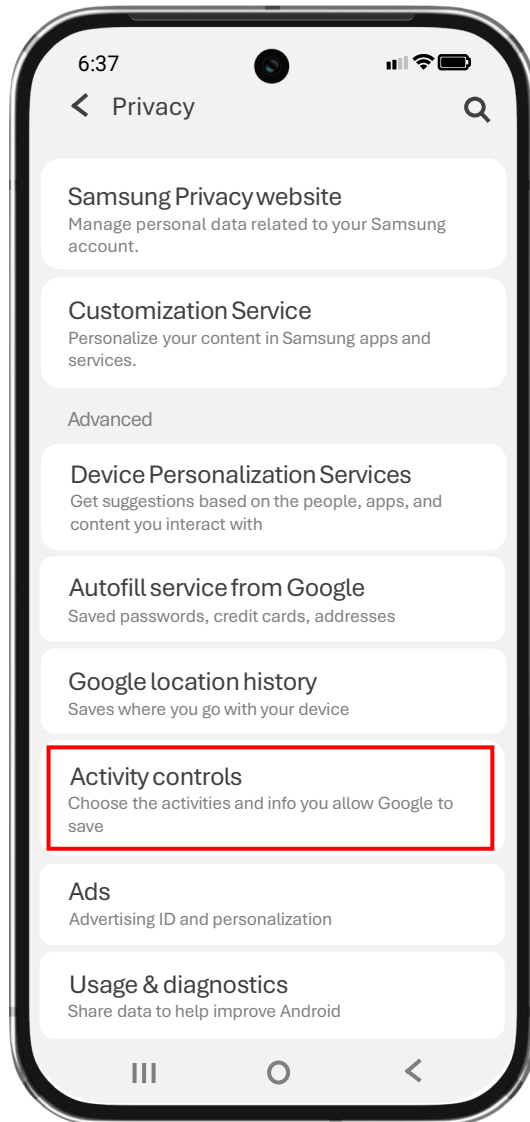 6:37
Privacy
Samsung Privacy website
Manage personal data related to your Samsung
account.
Customization Service
Personalize your content in Samsung apps and
services.
Advanced
Device Personalization Services
Get suggestions based on the people, apps, and
content you interact with
Autofill service from Google
Saved passwords, credit cards, addresses
Google location history
Saves where you go with your device
Activity controls
Choose the activities and info you allow Google to
save
Ads
Advertising ID and personalization
Usage & diagnostics
Share data to help improve Android